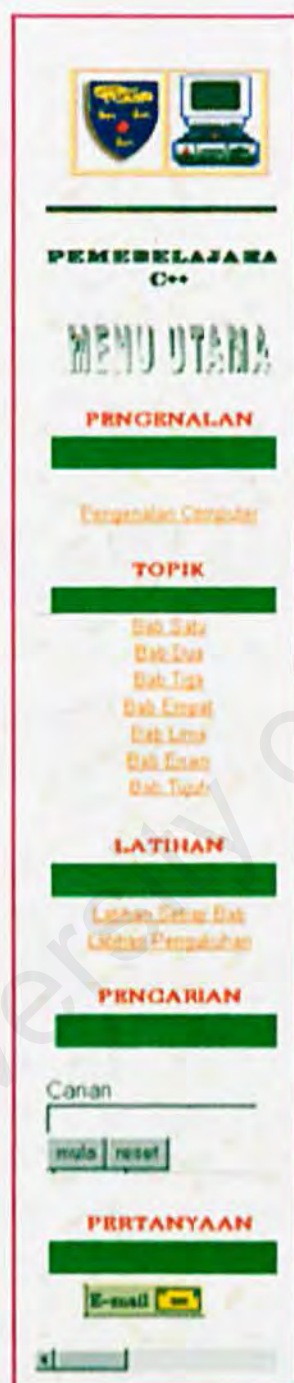 PEMEBELAJARA
C++
MENU UTAMA
PENGENALAN
Pengenalan Computer
TOPIK
Bab Satu
Bab Dua
Bab Tiga
Bab Empat
Bab Lima
Bab Enam
Bab Tujuh
LATIHAN
Latihan Setiap Bab
Latihan Pengukuhan
PENCARIAN
Carian
mula reset
PERTANYAAN
E-mail